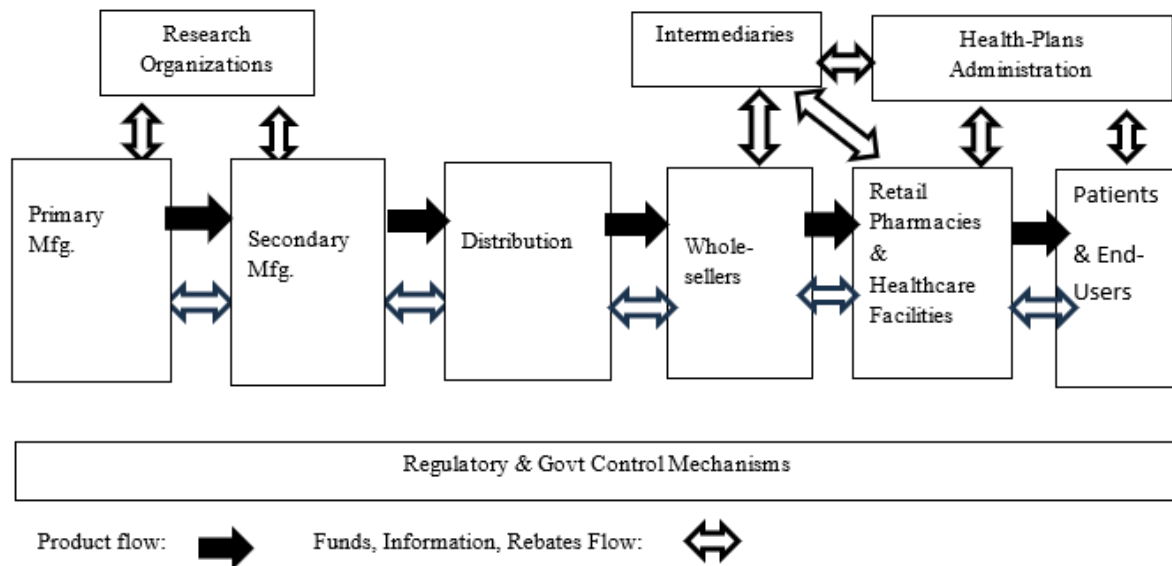 Research
Organizations
Intermediaries
Health-Plans
Administration
Primary
Mfg.
Secondary
Mfg.
Distribution
Whole-
sellers
Retail
Pharmacies
&
Healthcare
Facilities
Patients
& End-
Users
Regulatory & Govt Control Mechanisms
Product flow:
Funds, Information, Rebates Flow: